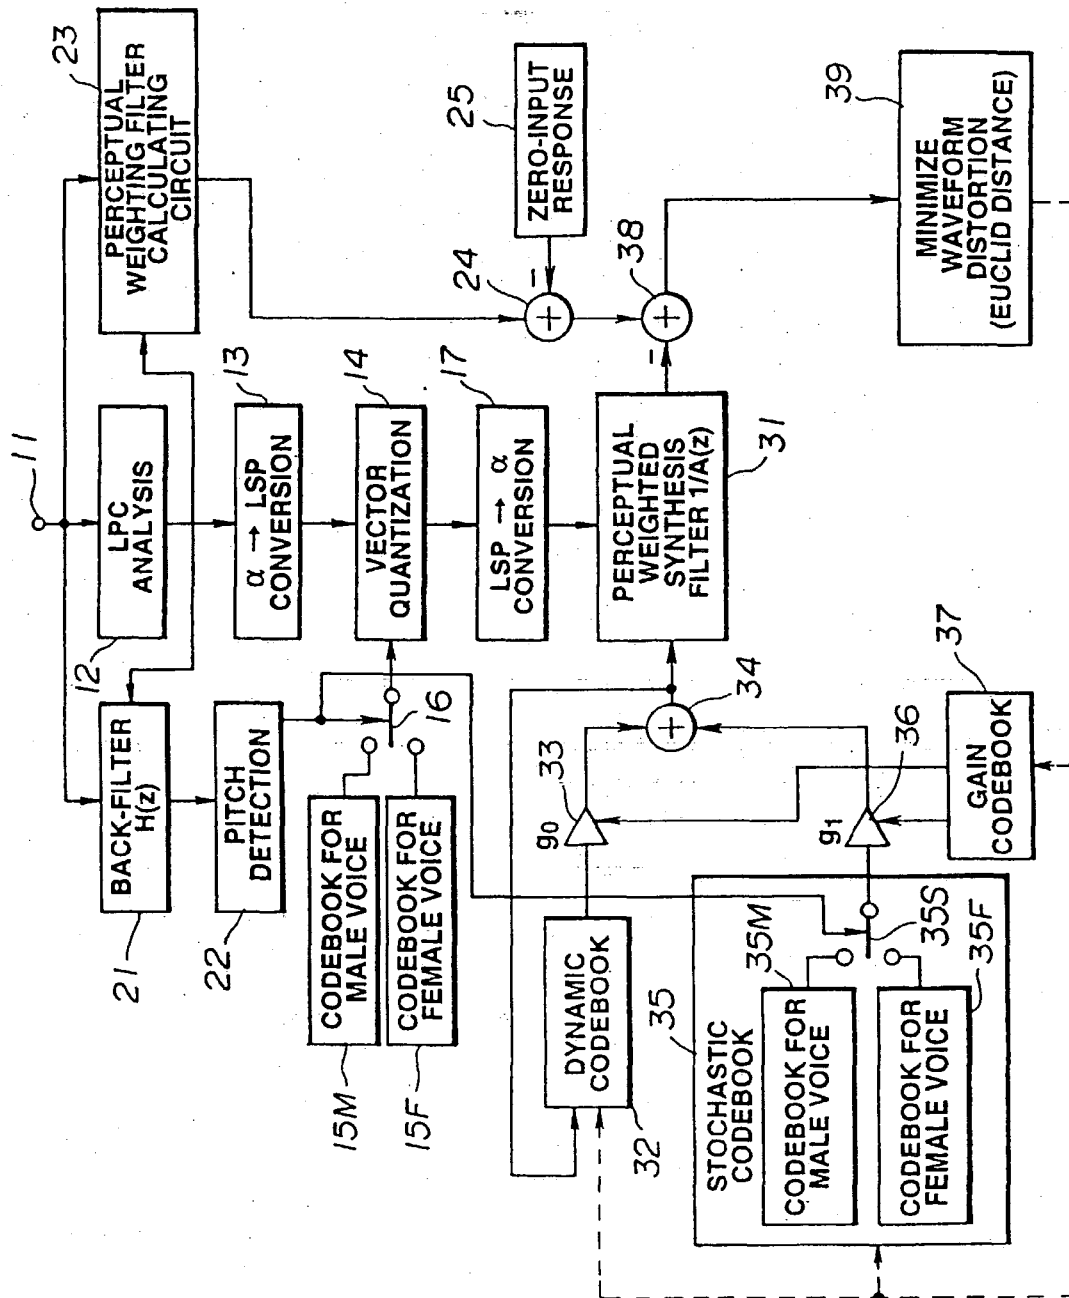 11
23
PERCEPTUAL
WEIGHTING FILTER
CALCULATING
CIRCUIT
25
ZERO-INPUT
RESPONSE
39
MINIMIZE
WAVEFORM
DISTORTION
(EUCLID DISTANCE)
12
LPC
ANALYSIS
13
α → LSP
CONVERSION
14
VECTOR
QUANTIZATION
17
LSP → α
CONVERSION
PERCEPTUAL
WEIGHTED
SYNTHESIS
FILTER 1/A(z)
31
24
−
+
38
−
+
21
BACK-FILTER
H(z)
22
PITCH
DETECTION
16
CODEBOOK FOR
MALE VOICE
15M
CODEBOOK FOR
FEMALE VOICE
15F
DYNAMIC
CODEBOOK
32
g0
33
+
34
g1
36
37
GAIN
CODEBOOK
35
STOCHASTIC
CODEBOOK
35M
CODEBOOK FOR
MALE VOICE
35S
35F
CODEBOOK FOR
FEMALE VOICE